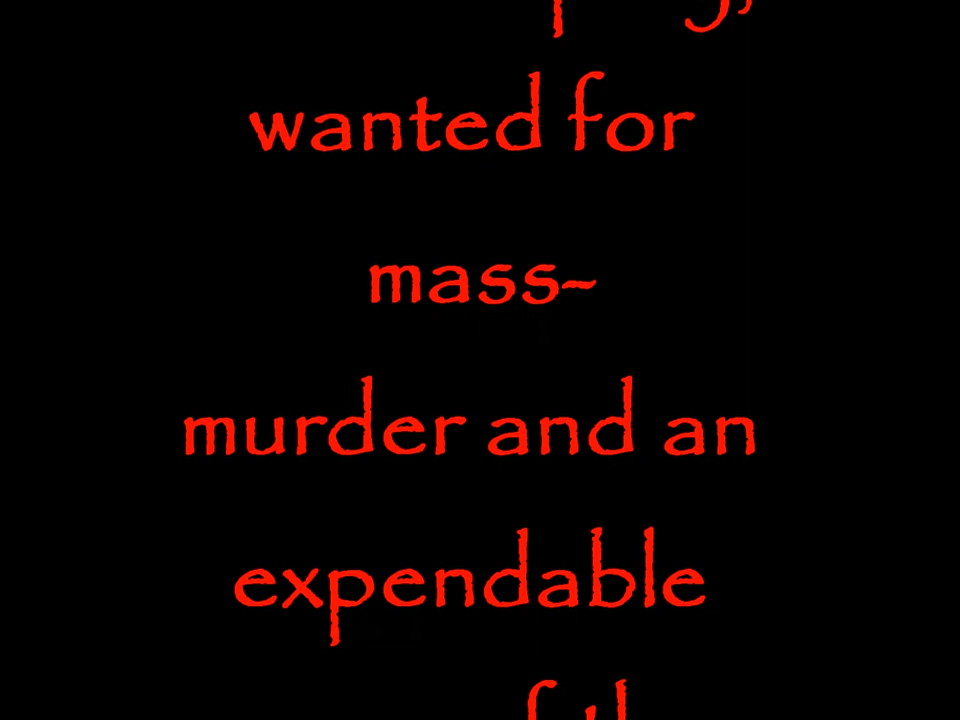 wanted for
mass-
murder and an
expendable